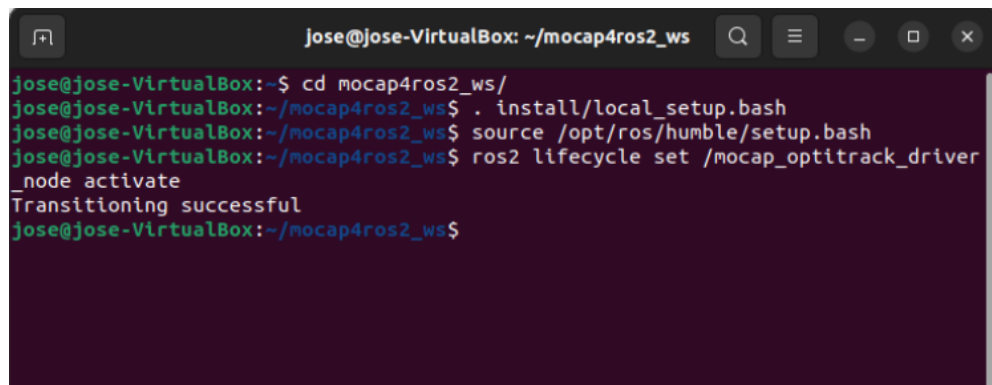 jose@jose-VirtualBox: ~/mocap4ros2_ws
jose@jose-VirtualBox:~$ cd mocap4ros2_ws/
jose@jose-VirtualBox:~/mocap4ros2_ws$ . install/local_setup.bash
jose@jose-VirtualBox:~/mocap4ros2_ws$ source /opt/ros/humble/setup.bash
jose@jose-VirtualBox:~/mocap4ros2_ws$ ros2 lifecycle set /mocap_optitrack_driver
_node activate
Transitioning successful
jose@jose-VirtualBox:~/mocap4ros2_ws$